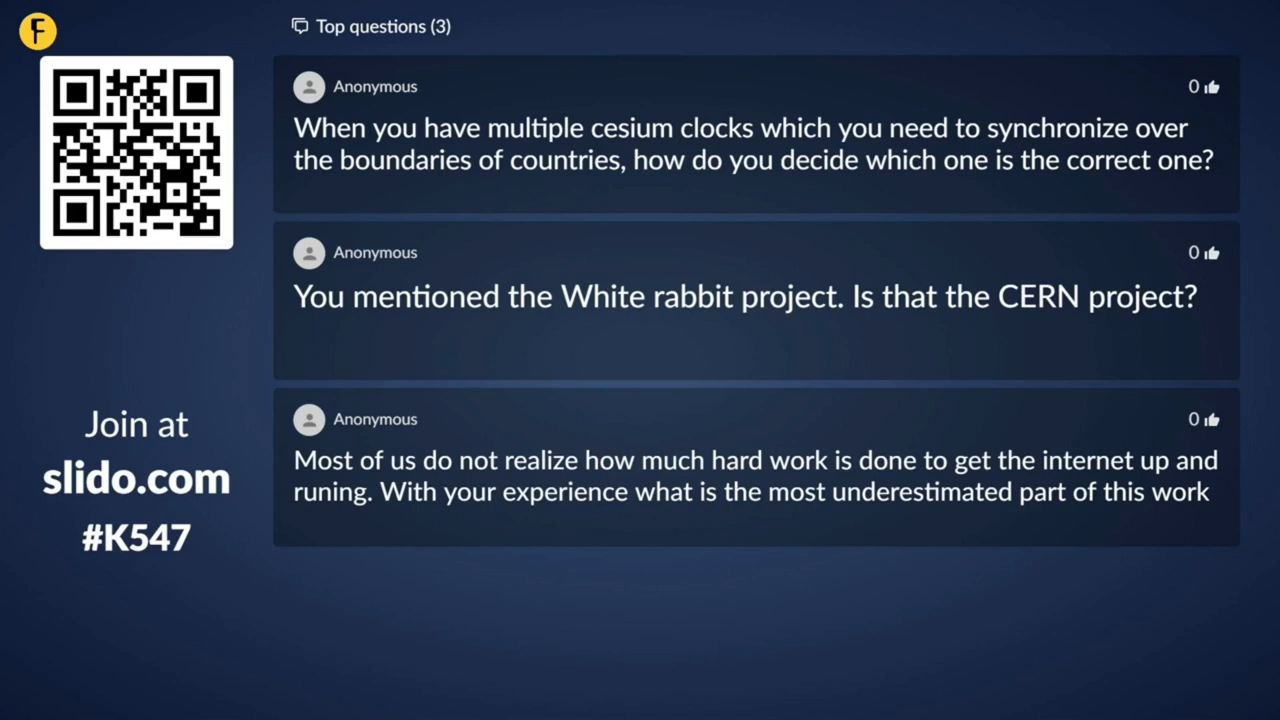 F
Top questions (3)
Anonymous
0
When you have multiple cesium clocks which you need to synchronize over
the boundaries of countries, how do you decide which one is the correct one?
Anonymous
0
You mentioned the White rabbit project. Is that the CERN project?
Anonymous
0
Most of us do not realize how much hard work is done to get the internet up and
runing. With your experience what is the most underestimated part of this work
Join at
slido.com
#K547